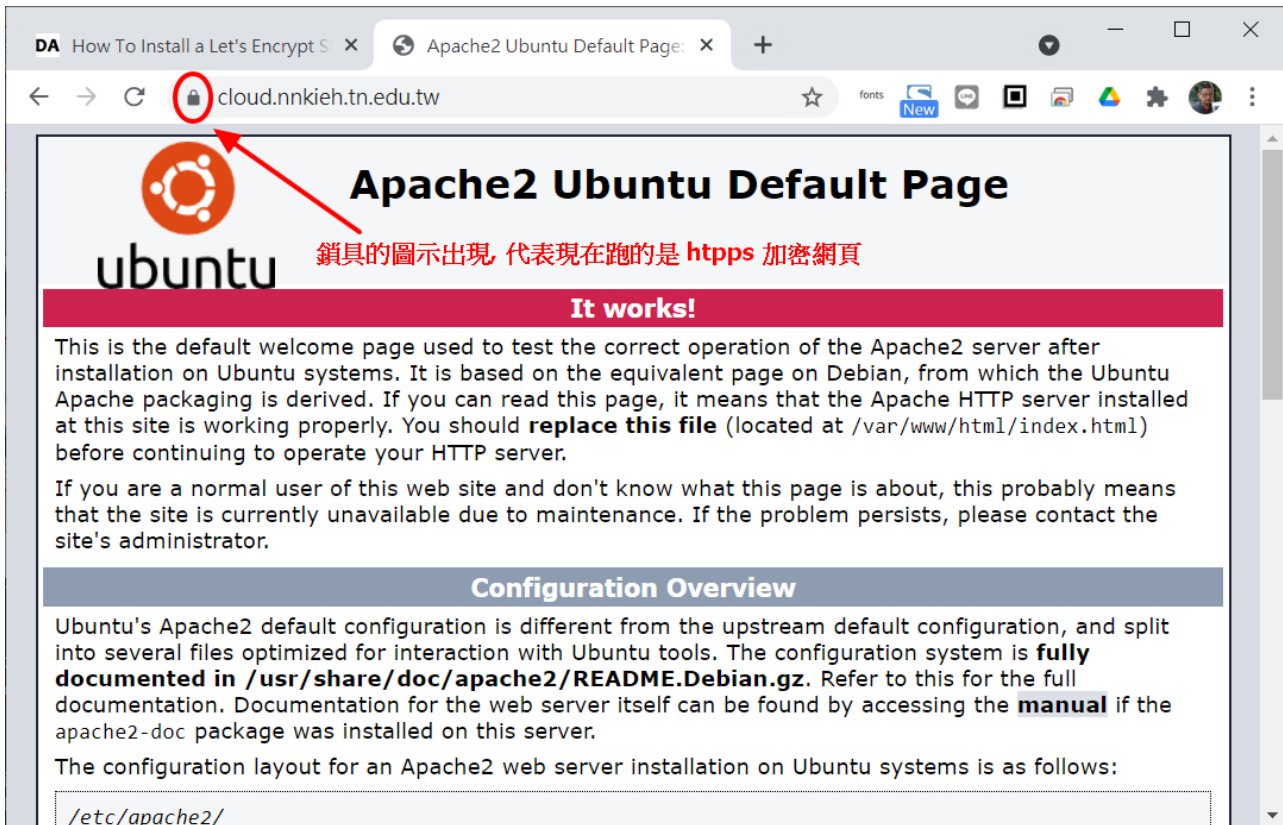 DA How To Install a Let's Encrypt S
Apache2 Ubuntu Default Page:
cloud.nnkieh.tn.edu.tw
fonts
New
LINE
Apache2 Ubuntu Default Page
ubuntu
鎖具的圖示出現, 代表現在跑的是 htpps 加密網頁
It works!
This is the default welcome page used to test the correct operation of the Apache2 server after
installation on Ubuntu systems. It is based on the equivalent page on Debian, from which the Ubuntu
Apache packaging is derived. If you can read this page, it means that the Apache HTTP server installed
at this site is working properly. You should replace this file (located at /var/www/html/index.html)
before continuing to operate your HTTP server.
If you are a normal user of this web site and don't know what this page is about, this probably means
that the site is currently unavailable due to maintenance. If the problem persists, please contact the
site's administrator.
Configuration Overview
Ubuntu's Apache2 default configuration is different from the upstream default configuration, and split
into several files optimized for interaction with Ubuntu tools. The configuration system is fully
documented in /usr/share/doc/apache2/README.Debian.gz. Refer to this for the full
documentation. Documentation for the web server itself can be found by accessing the manual if the
apache2-doc package was installed on this server.
The configuration layout for an Apache2 web server installation on Ubuntu systems is as follows:
/etc/apache2/